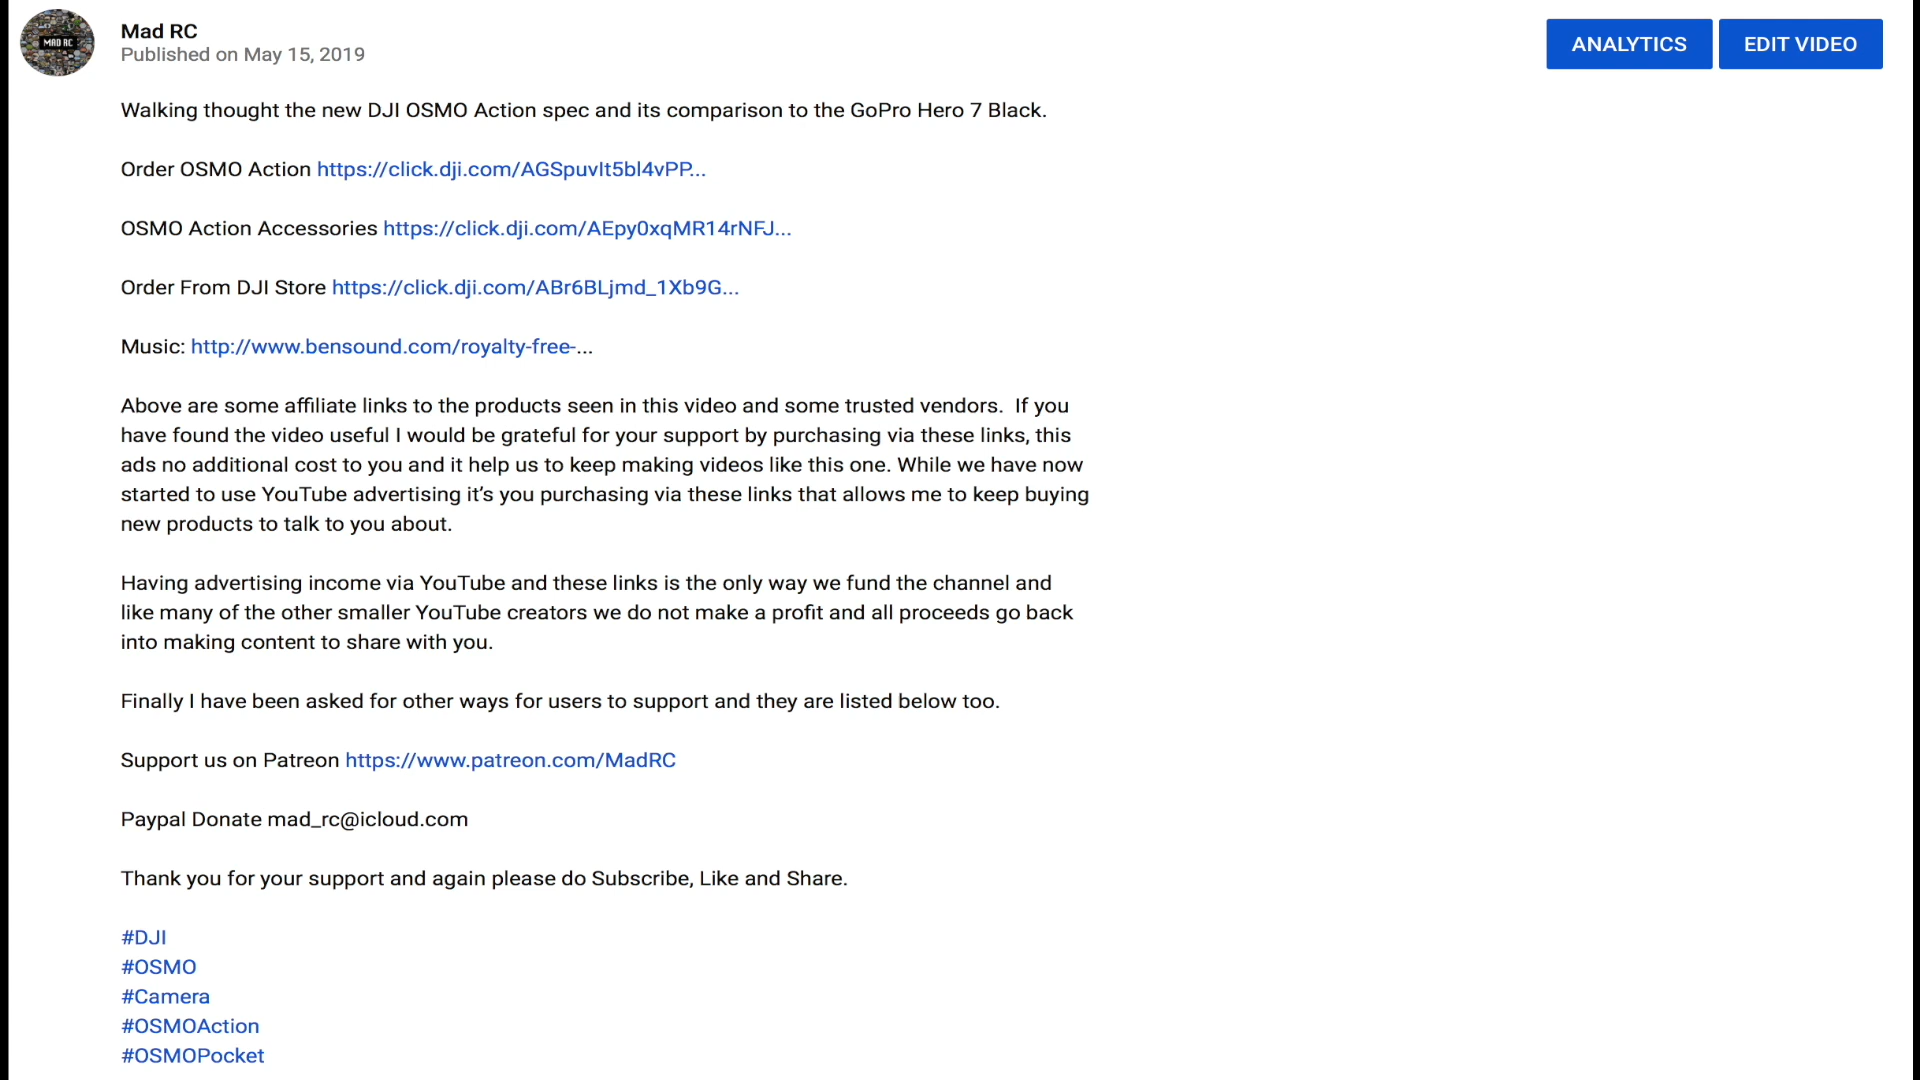 MAD RC
Mad RC
Published on May 15, 2019
ANALYTICS
EDIT VIDEO
Walking thought the new DJI OSMO Action spec and its comparison to the GoPro Hero 7 Black.
Order OSMO Action https://click.dji.com/AGSpuvIt5bl4vPP...
OSMO Action Accessories https://click.dji.com/AEpy0xqMR14rNFJ...
Order From DJI Store https://click.dji.com/ABr6BLjmd_1Xb9G...
Music: http://www.bensound.com/royalty-free-...
Above are some affiliate links to the products seen in this video and some trusted vendors.  If you
have found the video useful I would be grateful for your support by purchasing via these links, this
ads no additional cost to you and it help us to keep making videos like this one. While we have now
started to use YouTube advertising it’s you purchasing via these links that allows me to keep buying
new products to talk to you about.
Having advertising income via YouTube and these links is the only way we fund the channel and
like many of the other smaller YouTube creators we do not make a profit and all proceeds go back
into making content to share with you.
Finally I have been asked for other ways for users to support and they are listed below too.
Support us on Patreon https://www.patreon.com/MadRC
Paypal Donate mad_rc@icloud.com
Thank you for your support and again please do Subscribe, Like and Share.
#DJI
#OSMO
#Camera
#OSMOAction
#OSMOPocket